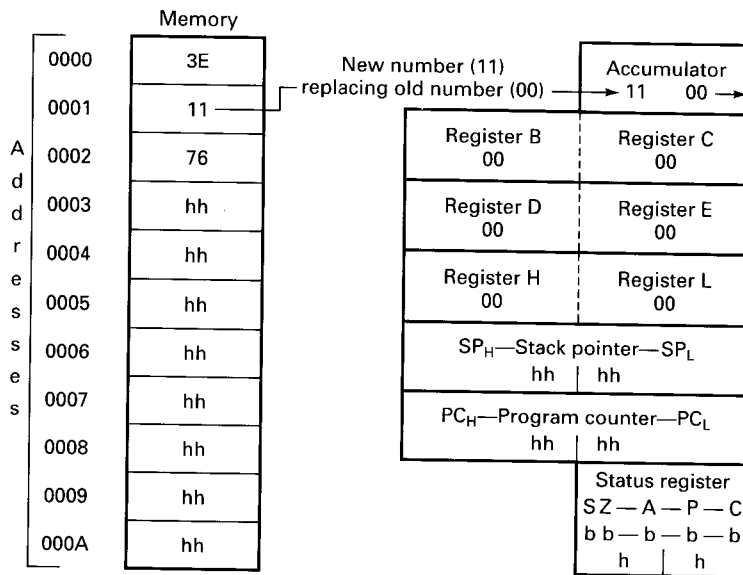 Memory
Addresses
0000 3E
0001 11
0002 76
0003 hh
0004 hh
0005 hh
0006 hh
0007 hh
0008 hh
0009 hh
000A hh
New number (11)
replacing old number (00)
Accumulator
11 00
Register B
00
Register C
00
Register D
00
Register E
00
Register H
00
Register L
00
SPH—Stack pointer—SPL
hh hh
PCH—Program counter—PCL
hh hh
Status register
S Z — A — P — C
b b — b — b — b
h h